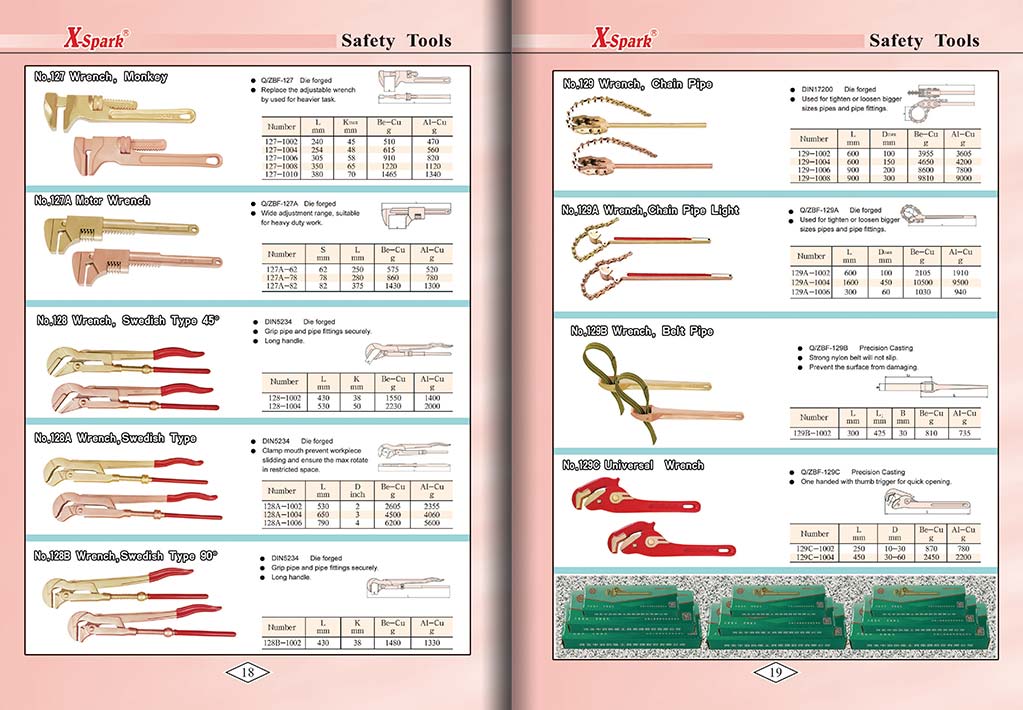 X-Spark®
Safety Tools
No,127 Wrench, Monkey
● Q/ZBF-127 Die forged
● Replace the adjustable wrench
by used for heavier task.
Number L mm Kmax mm Be-Cu g Al-Cu g
127-1002 240 45 510 470
127-1004 254 48 615 560
127-1006 305 58 910 820
127-1008 350 65 1220 1120
127-1010 380 70 1465 1340
No,127A Motor Wrench
● Q/ZBF-127A Die forged
● Wide adjustment range, suitable
for heavy duty work.
Number S mm L mm Be-Cu g Al-Cu g
127A-62 62 250 575 520
127A-78 78 280 860 780
127A-82 82 375 1430 1300
No,128 Wrench, Swedish Type 45°
● DIN5234 Die forged
● Grip pipe and pipe fittings securely.
● Long handle.
Number L mm K mm Be-Cu g Al-Cu g
128-1002 430 38 1550 1400
128-1004 530 50 2230 2000
No,128A Wrench,Swedish Type
● DIN5234 Die forged
● Clamp mouth prevent workpiece
slidding and ensure the max rotate
in restricted space.
Number L mm D inch Be-Cu g Al-Cu g
128A-1002 530 2 2605 2355
128A-1004 650 3 4500 4060
128A-1006 790 4 6200 5600
No,128B Wrench,Swedish Type 90°
● DIN5234 Die forged
● Grip pipe and pipe fittings securely.
● Long handle.
Number L mm K mm Be-Cu g Al-Cu g
128B-1002 430 38 1480 1330
18
X-Spark®
Safety Tools
No,129 Wrench, Chain Pipe
● DIN17200 Die forged
● Used for tighten or loosen bigger
sizes pipes and pipe fittings.
Number L mm Dmax mm Be-Cu g Al-Cu g
129-1002 600 100 3955 3605
129-1004 600 150 4650 4200
129-1006 900 200 8600 7800
129-1008 900 300 9810 9000
No,129A Wrench,Chain Pipe Light
● Q/ZBF-129A Die forged
● Used for tighten or loosen bigger
sizes pipes and pipe fittings.
Number L mm Dmax mm Be-Cu g Al-Cu g
129A-1002 600 100 2105 1910
129A-1004 1600 450 10500 9500
129A-1006 300 60 1030 940
No,129B Wrench, Belt Pipe
● Q/ZBF-129B Precision Casting
● Strong nylon belt will not slip.
● Prevent the surface from damaging.
Number L mm L1 mm B mm Be-Cu g Al-Cu g
129B-1002 300 425 30 810 735
No,129C Universal Wrench
● Q/ZBF-129C Precision Casting
● One handed with thumb trigger for quick opening.
Number L mm D mm Be-Cu g Al-Cu g
129C-1002 250 10-30 870 780
129C-1004 450 30-60 2450 2200
19